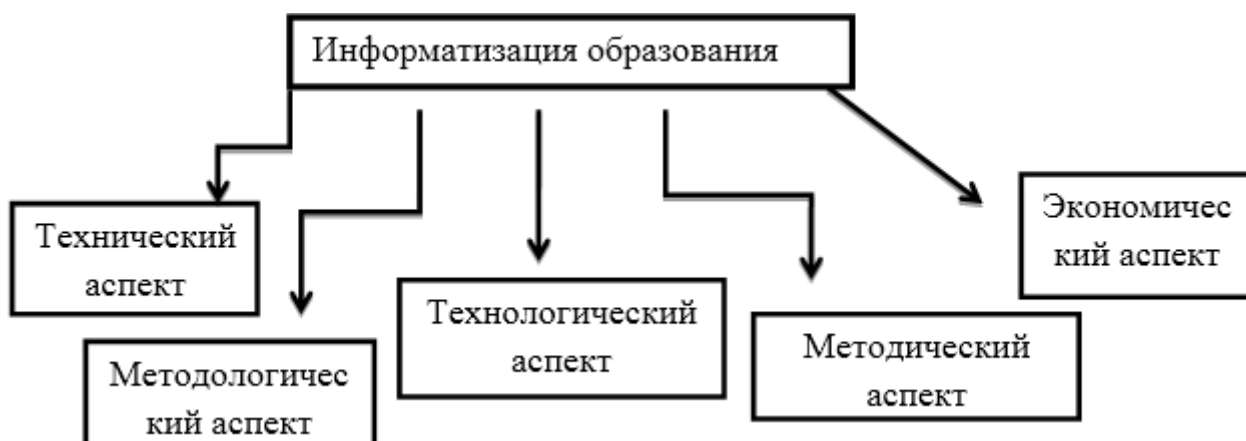 Информатизация образования
Технический
аспект
Методологичес
кий аспект
Технологический
аспект
Методический
аспект
Экономичес
кий аспект